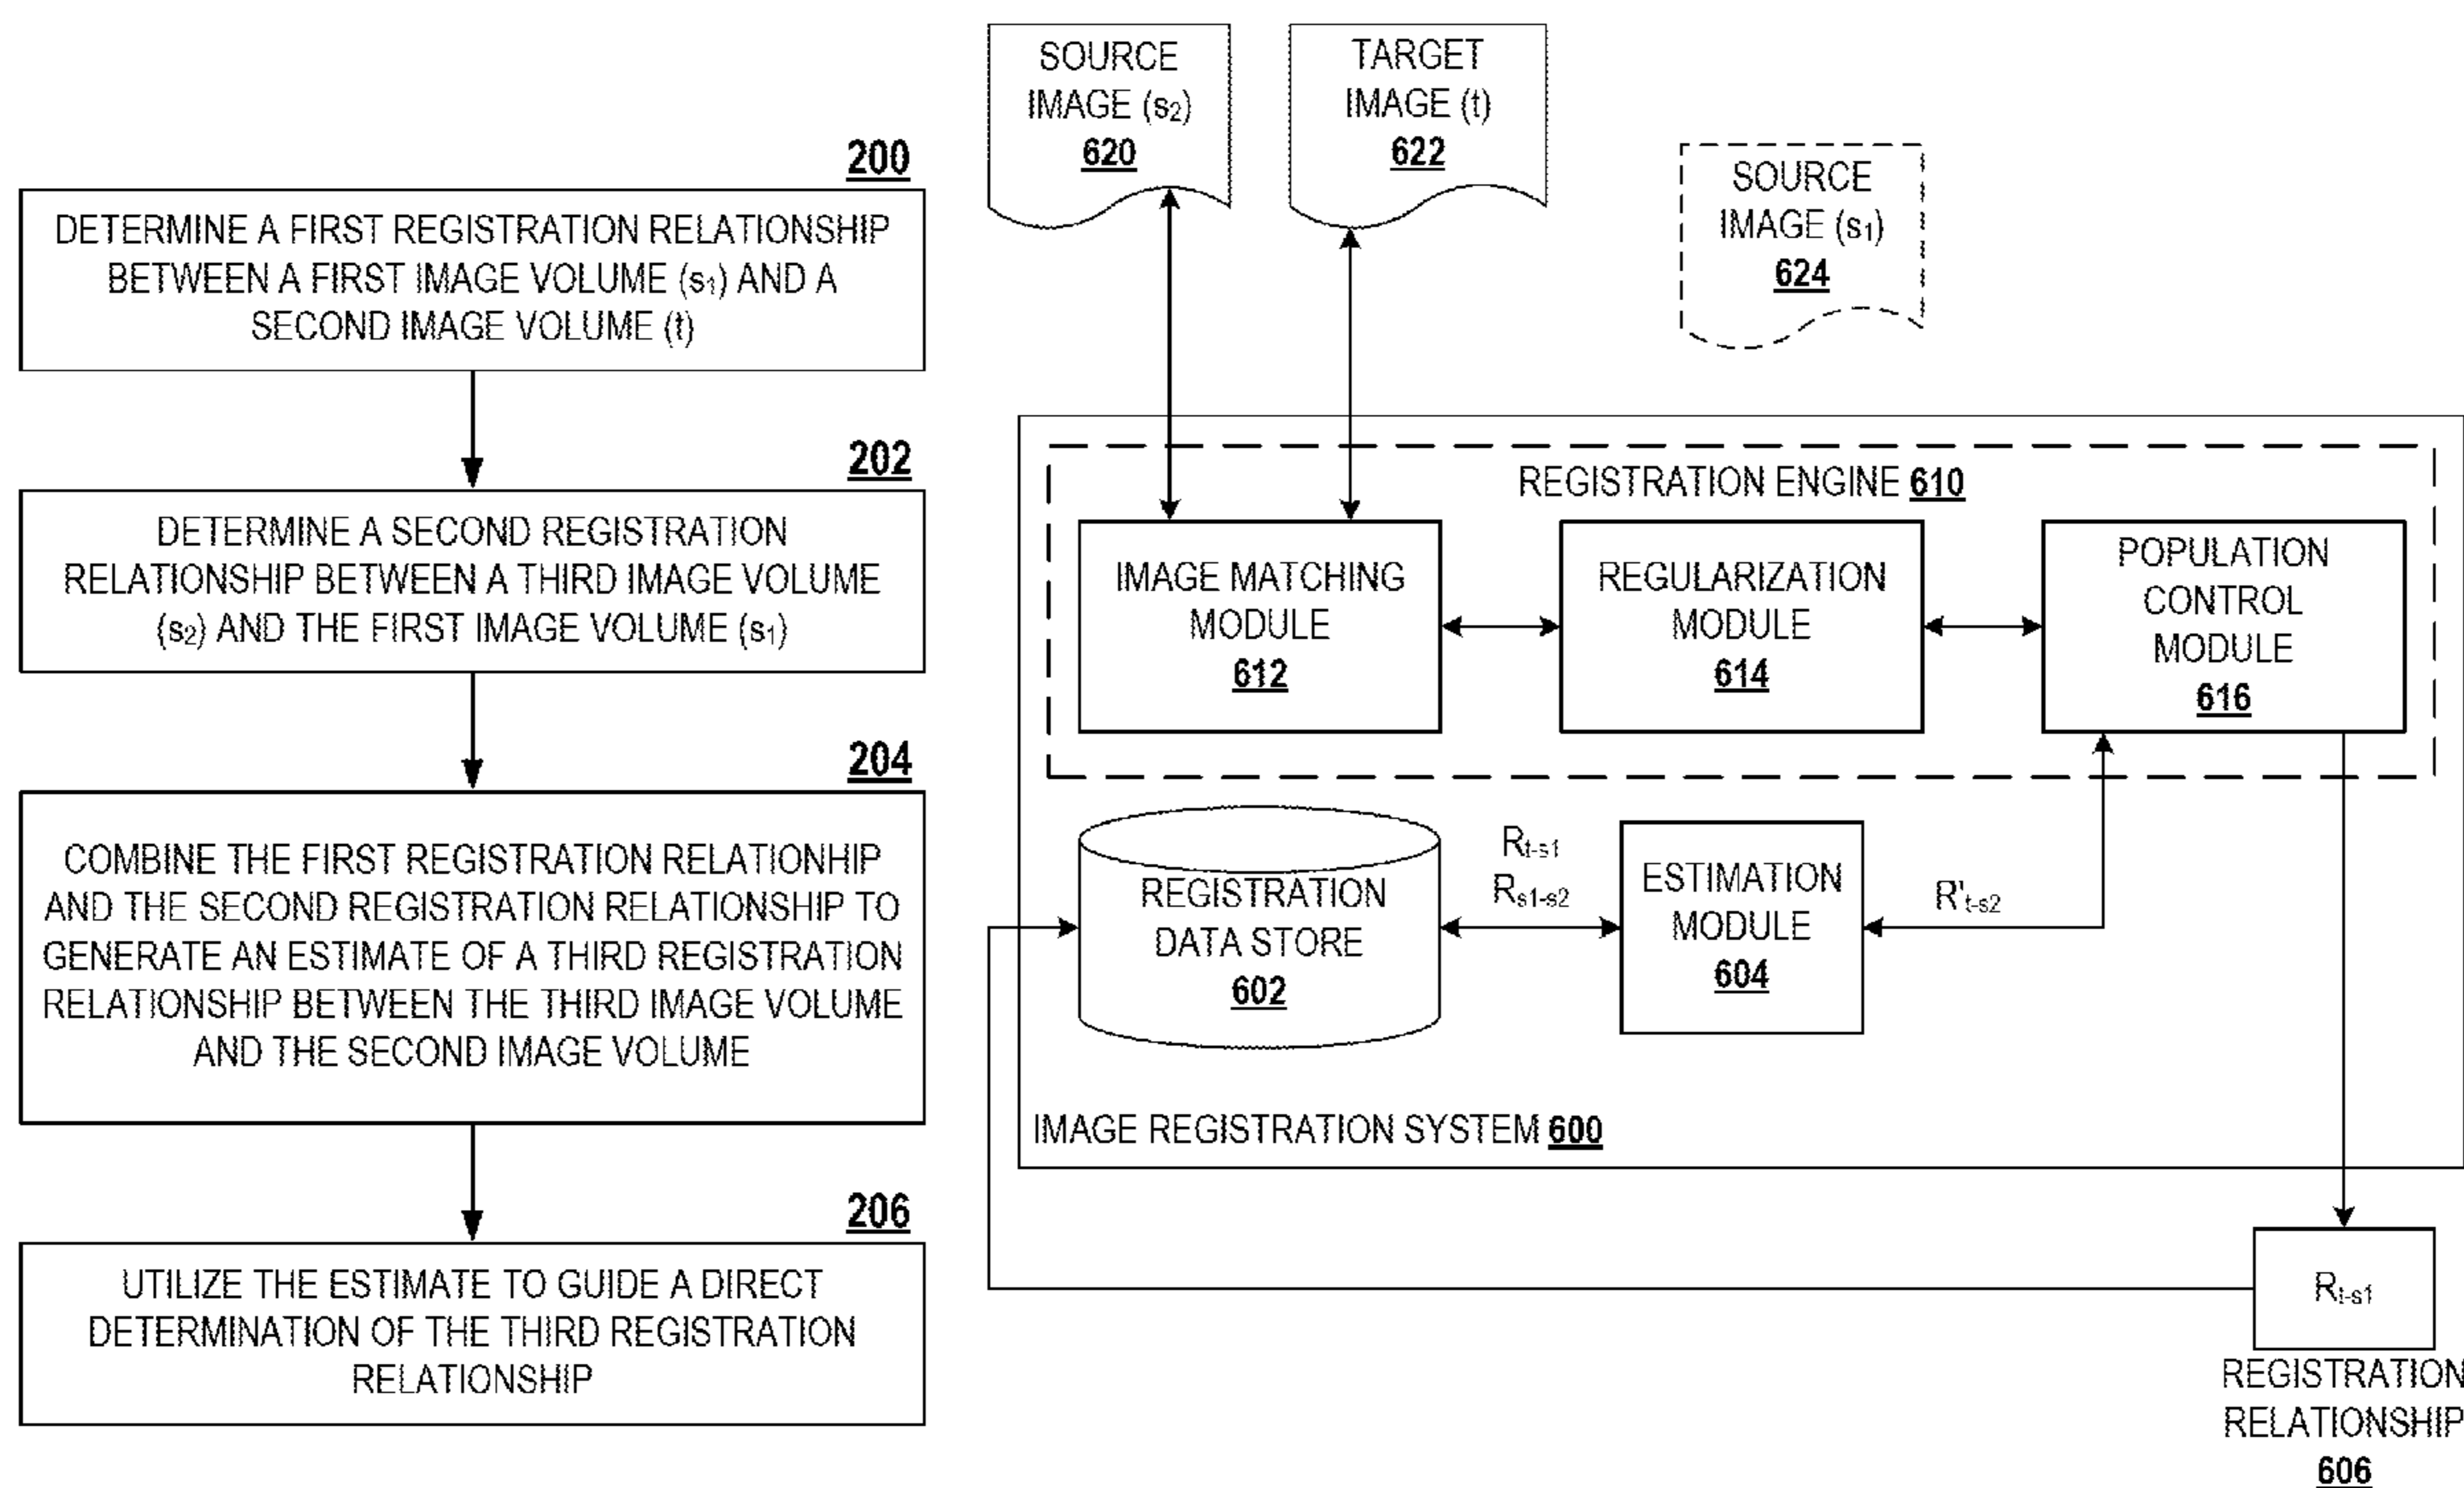 200
DETERMINE A FIRST REGISTRATION RELATIONSHIP
BETWEEN A FIRST IMAGE VOLUME (s₁) AND A
SECOND IMAGE VOLUME (t)
202
DETERMINE A SECOND REGISTRATION
RELATIONSHIP BETWEEN A THIRD IMAGE VOLUME
(s₂) AND THE FIRST IMAGE VOLUME (s₁)
204
COMBINE THE FIRST REGISTRATION RELATIONHIP
AND THE SECOND REGISTRATION RELATIONSHIP TO
GENERATE AN ESTIMATE OF A THIRD REGISTRATION
RELATIONSHIP BETWEEN THE THIRD IMAGE VOLUME
AND THE SECOND IMAGE VOLUME
206
UTILIZE THE ESTIMATE TO GUIDE A DIRECT
DETERMINATION OF THE THIRD REGISTRATION
RELATIONSHIP
SOURCE
IMAGE (s₂)
620
TARGET
IMAGE (t)
622
SOURCE
IMAGE (s₁)
624
REGISTRATION ENGINE 610
IMAGE MATCHING
MODULE
612
REGULARIZATION
MODULE
614
POPULATION
CONTROL
MODULE
616
REGISTRATION
DATA STORE
602
Rt-s1
Rs1-s2
ESTIMATION
MODULE
604
R't-s2
IMAGE REGISTRATION SYSTEM 600
Rt-s1
REGISTRATION
RELATIONSHIP
606